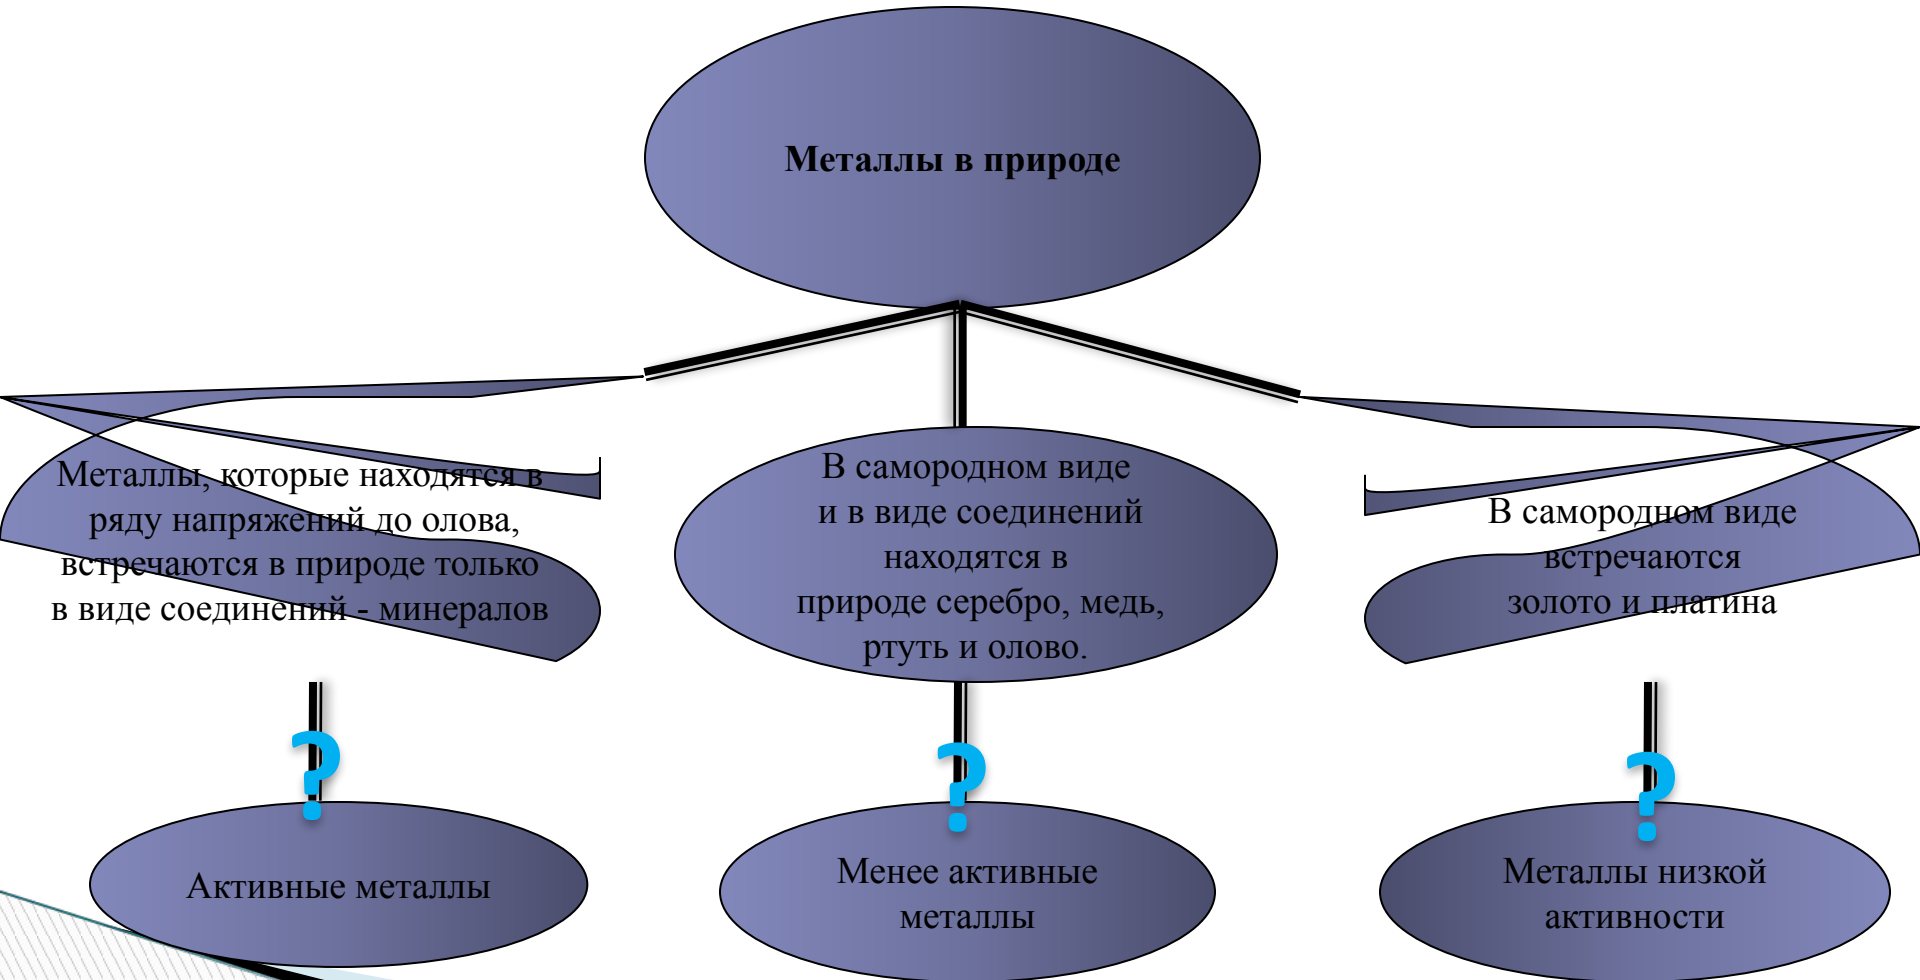 Металлы в природе
Металлы, которые находятся в
ряду напряжений до олова,
встречаются в природе только
в виде соединений - минералов
В самородном виде
и в виде соединений
находятся в
природе серебро, медь,
ртуть и олово.
В самородном виде
встречаются
золото и платина
?
?
?
Активные металлы
Менее активные
металлы
Металлы низкой
активности